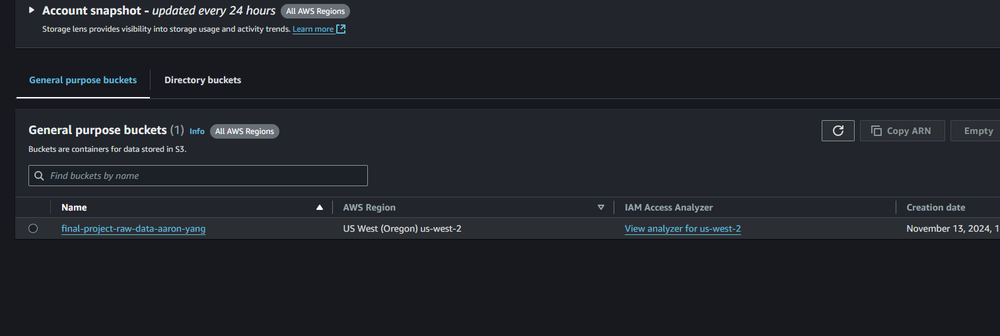 Account snapshot - updated every 24 hours All AWS Regions
Storage lens provides visibility into storage usage and activity trends. Learn more
General purpose buckets Directory buckets
General purpose buckets (1) Info All AWS Regions
Copy ARN Empty
Buckets are containers for data stored in S3.
Find buckets by name
Name AWS Region IAM Access Analyzer Creation date
final-project-raw-data-aaron-yang US West (Oregon) us-west-2 View analyzer for us-west-2 November 13, 2024, 1